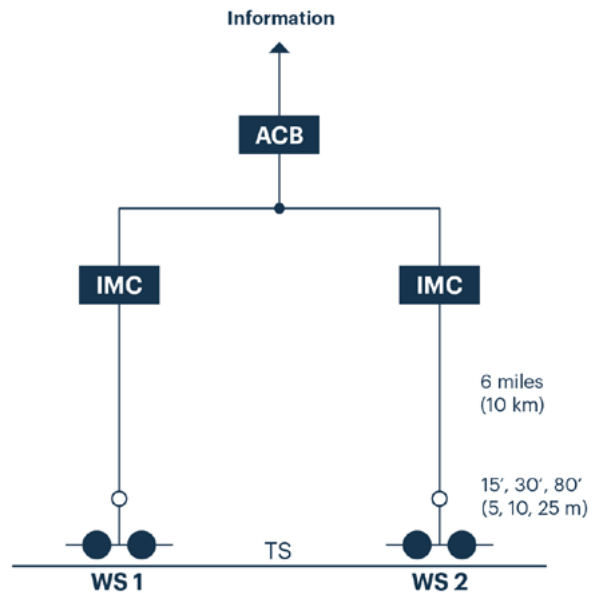 Information
ACB
IMC
IMC
6 miles
(10 km)
15′, 30′, 80′
(5, 10, 25 m)
TS
WS 1
WS 2